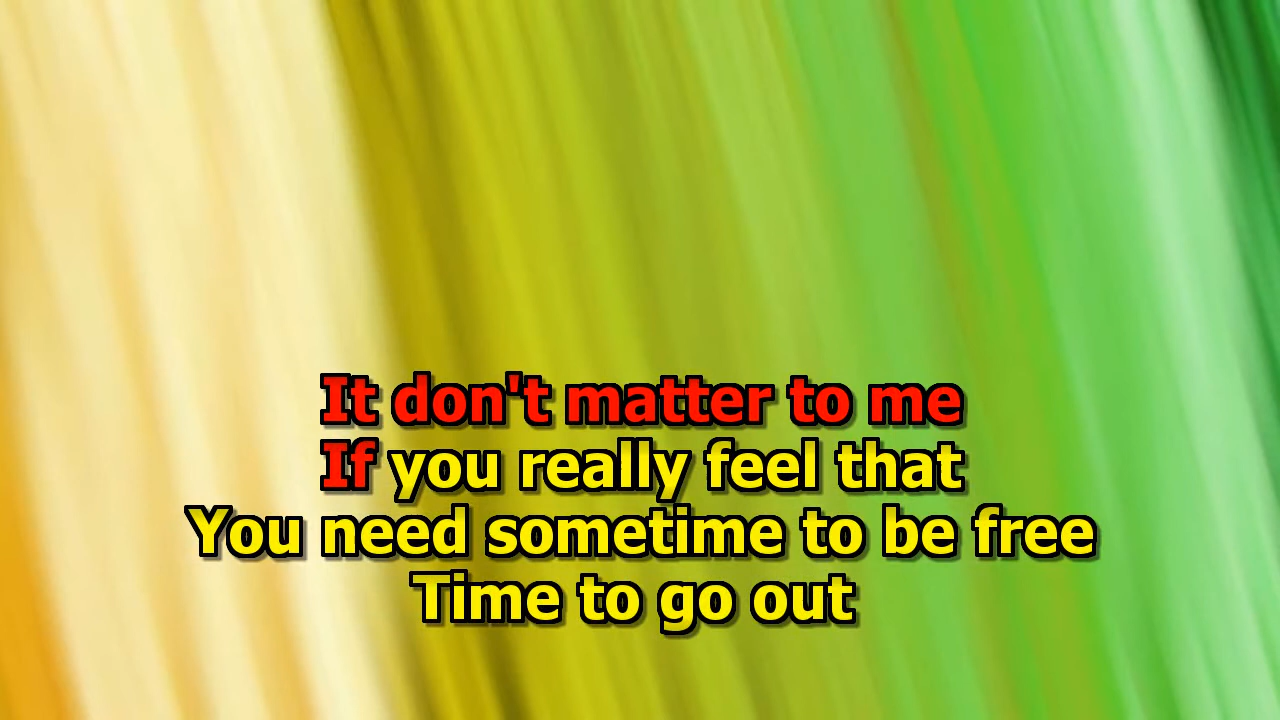 It don't matter to me
If you really feel that
You need sometime to be free
Time to go out